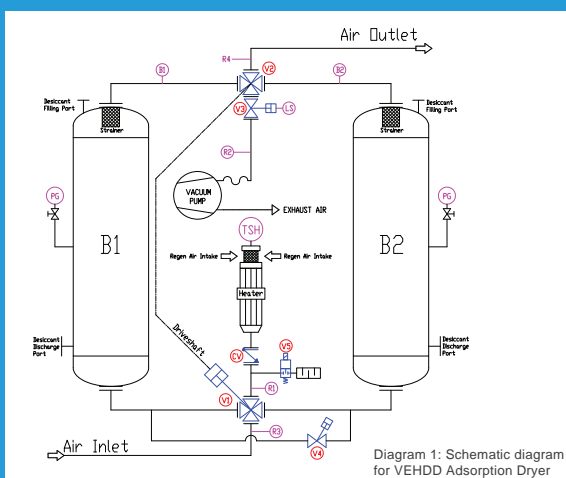 Air Outlet
R4
V2
B1
B2
Desiccant
Filling Port
Desiccant
Filling Port
V3
LS
Strainer
Strainer
R2
VACUUM
PUMP
EXHAUST AIR
PG
PG
TSH
B1
B2
Regen Air Intake
Regen Air Intake
Heater
Driveshaft
Desiccant
Discharge
Port
Desiccant
Discharge
Port
CV
V5
R1
V1
R3
V4
Air Inlet
Diagram 1: Schematic diagram
for VEHDD Adsorption Dryer